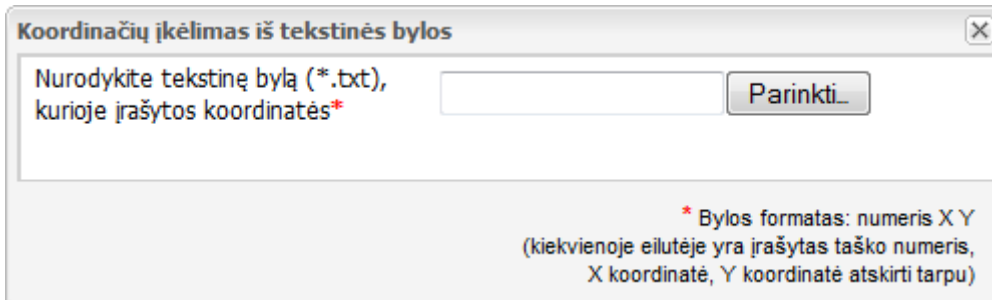 Koordinačių įkėlimas iš tekstinės bylos
Nurodykite tekstinę bylą (*.txt),
kurioje įrašytos koordinatės*
Parinkti...
* Bylos formatas: numeris X Y
(kiekvienoje eilutėje yra įrašytas taško numeris,
X koordinatė, Y koordinatė atskirti tarpu)